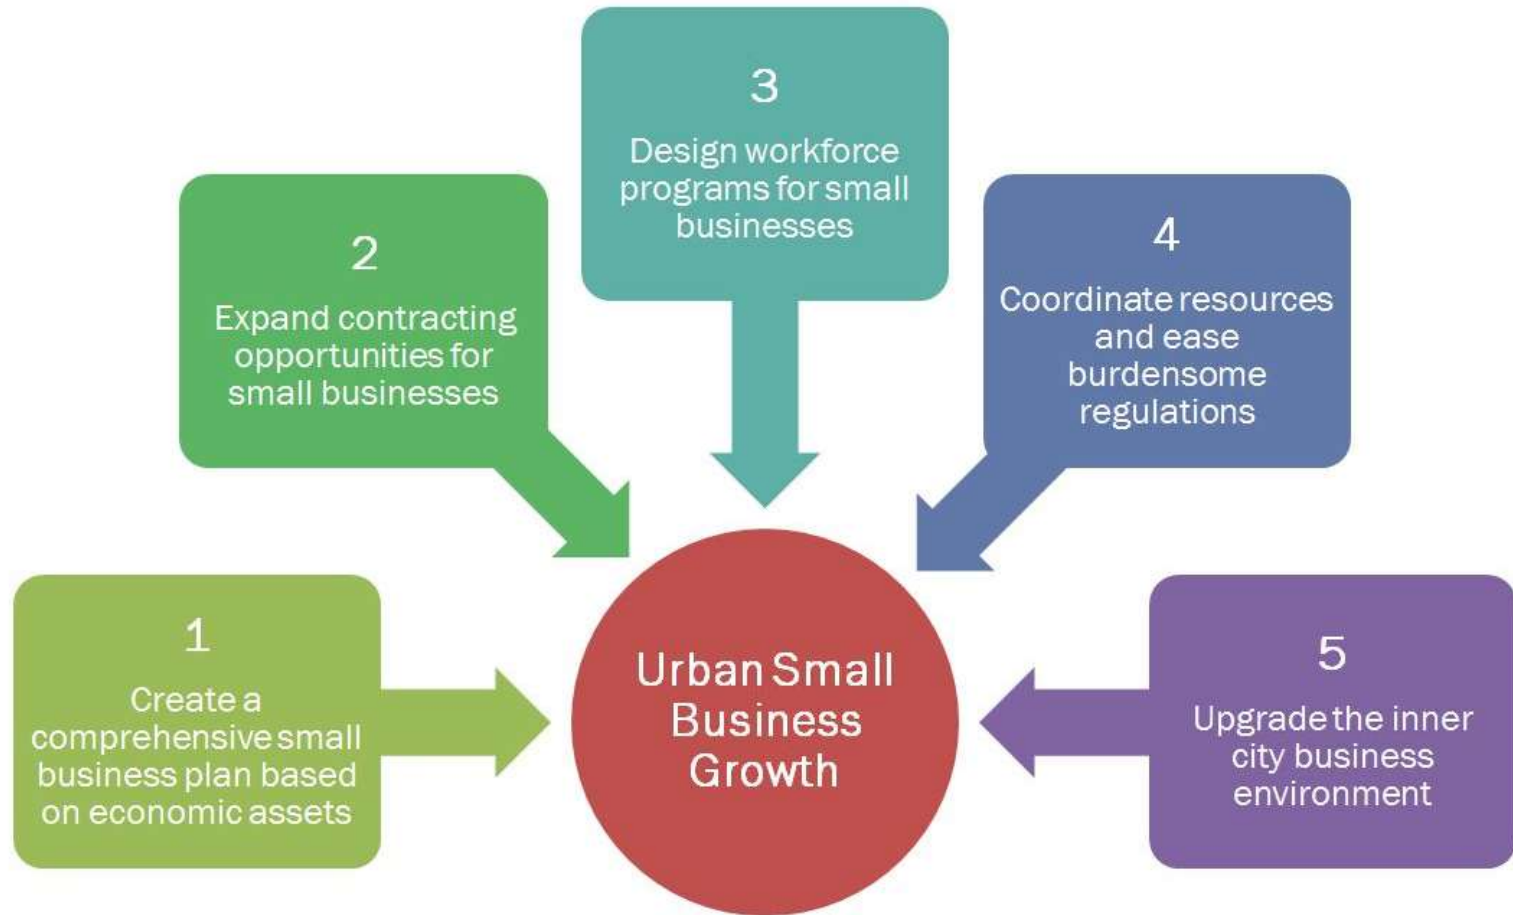 1
Create a
comprehensive small
business plan based
on economic assets
2
Expand contracting
opportunities for
small businesses
3
Design workforce
programs for small
businesses
4
Coordinate resources
and ease
burdensome
regulations
5
Upgrade the inner
city business
environment
Urban Small
Business
Growth